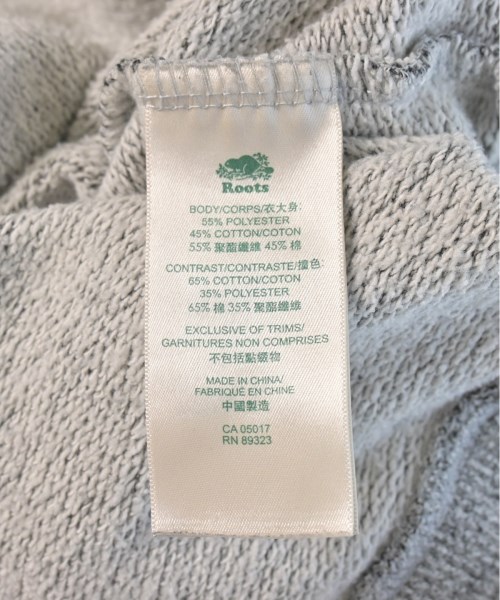 Roots
BODY/CORPS/衣大身:
55% POLYESTER
45% COTTON/COTON
55% 聚酯纖維 45% 棉
CONTRAST/CONTRASTE/撞色:
65% COTTON/COTON
35% POLYESTER
65% 棉 35% 聚酯纖維
EXCLUSIVE OF TRIMS/
GARNITURES NON COMPRISES
不包括點綴物
MADE IN CHINA/
FABRIQUÉ EN CHINE
中國製造
CA 05017
RN 89323